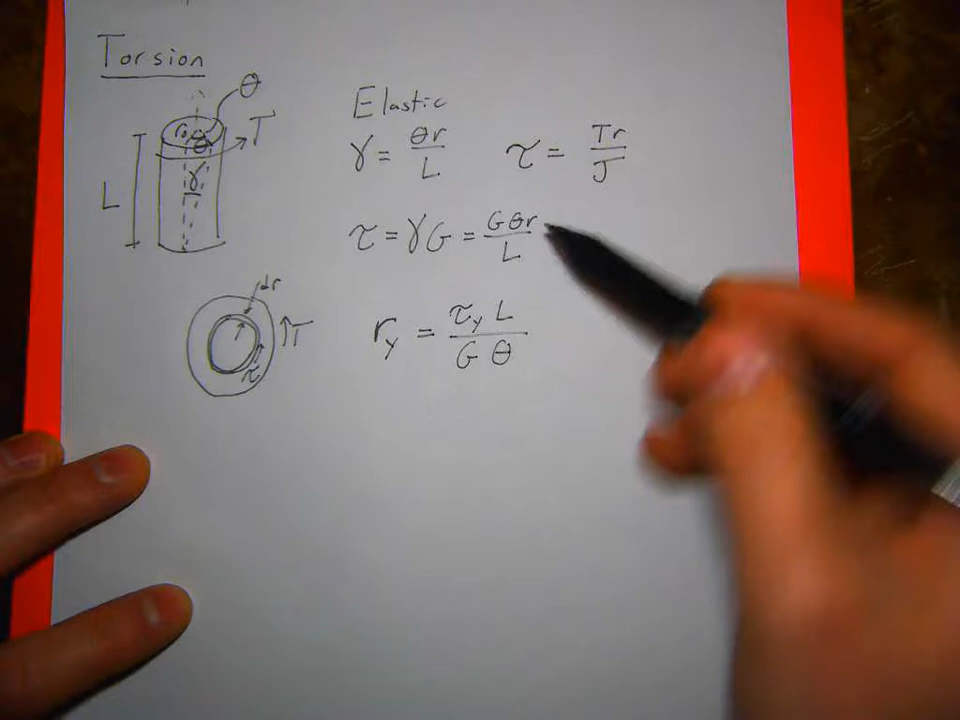 Torsion
θ
r θ T
γ
L
Elastic
γ = θr/L τ = Tr/J
τ = γG = Gθr/L
dr
T
τ
r_y = τ_y L / G θ